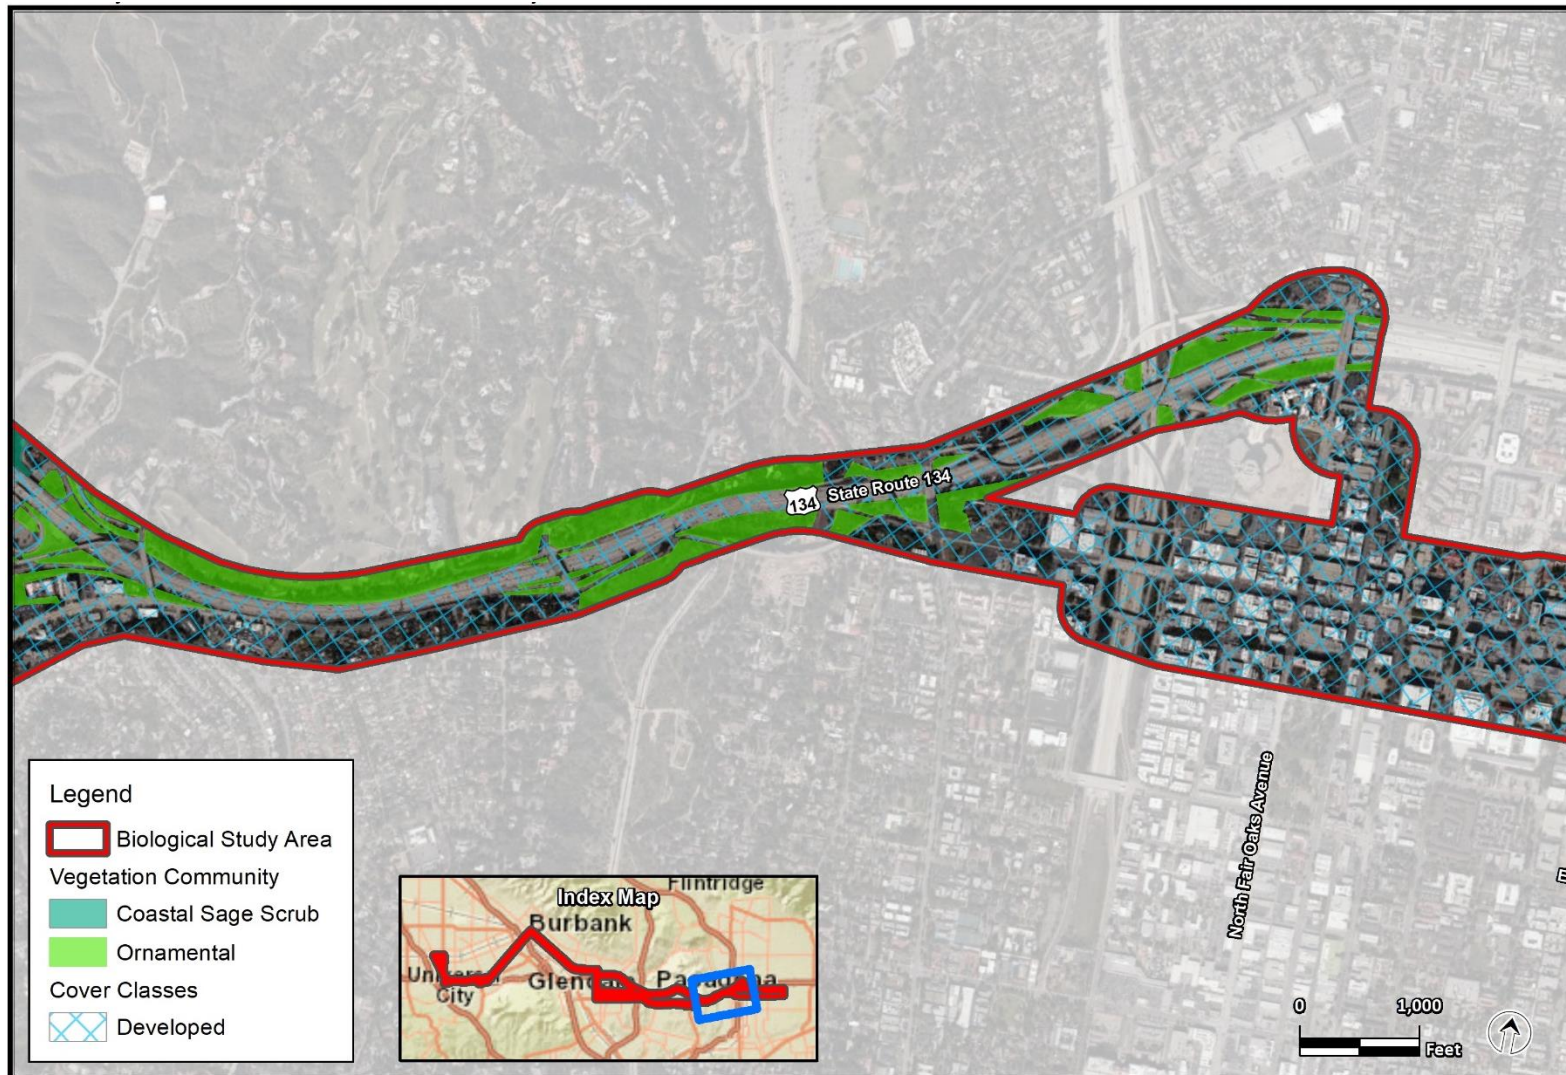 134
State Route 134
North Fair Oaks Avenue
Legend
Biological Study Area
Vegetation Community
Coastal Sage Scrub
Ornamental
Cover Classes
Developed
Index Map
Flintridge
Burbank
City
0 1,000
Feet